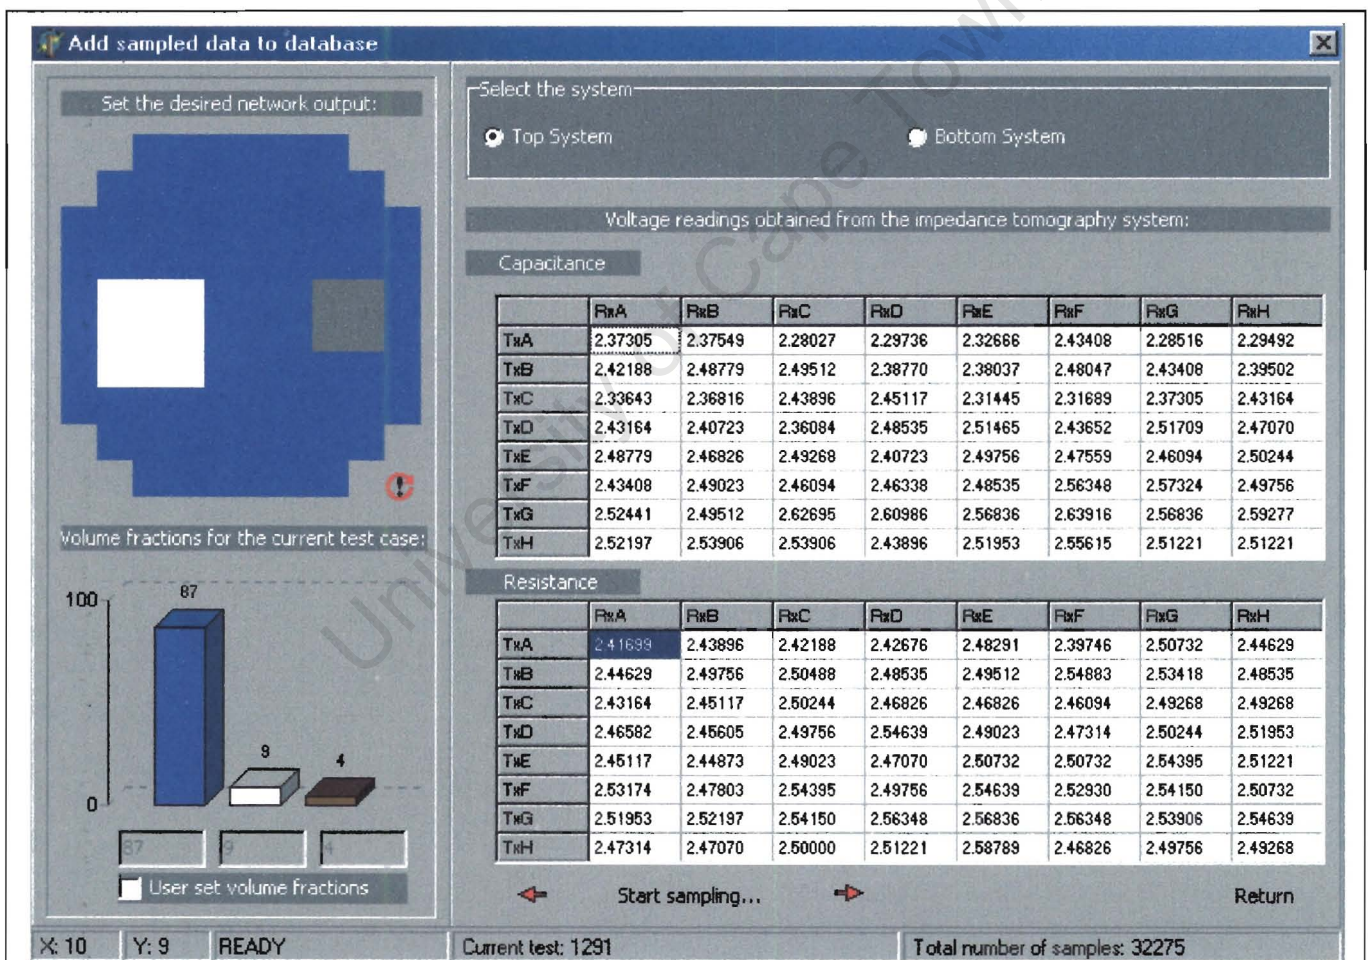 Add sampled data to database
Set the desired network output:
Volume fractions for the current test case:
100
87
9
4
0
87
9
4
User set volume fractions
Select the system
Top System
Bottom System
Voltage readings obtained from the impedance tomography system:
Capacitance
RxA RxB RxC RxD RxE RxF RxG RxH
TxA 2.37305 2.37549 2.28027 2.29736 2.32666 2.43408 2.28516 2.29492
TxB 2.42188 2.48779 2.49512 2.38770 2.38037 2.48047 2.43408 2.39502
TxC 2.33643 2.36816 2.43896 2.45117 2.31445 2.31689 2.37305 2.43164
TxD 2.43164 2.40723 2.36084 2.48535 2.51465 2.43652 2.51709 2.47070
TxE 2.48779 2.46826 2.49268 2.40723 2.49756 2.47559 2.46094 2.50244
TxF 2.43408 2.49023 2.46094 2.46338 2.48535 2.56348 2.57324 2.49756
TxG 2.52441 2.49512 2.62695 2.60986 2.56836 2.63916 2.56836 2.59277
TxH 2.52197 2.53906 2.53906 2.43896 2.51953 2.55615 2.51221 2.51221
Resistance
RxA RxB RxC RxD RxE RxF RxG RxH
TxA 2.41699 2.43896 2.42188 2.42676 2.48291 2.39746 2.50732 2.44629
TxB 2.44629 2.49756 2.50488 2.48535 2.49512 2.54883 2.53418 2.48535
TxC 2.43164 2.45117 2.50244 2.46826 2.46826 2.46094 2.49268 2.49268
TxD 2.46582 2.45605 2.49756 2.54639 2.49023 2.47314 2.50244 2.51953
TxE 2.45117 2.44873 2.49023 2.47070 2.50732 2.50732 2.54395 2.51221
TxF 2.53174 2.47803 2.54395 2.49756 2.54639 2.52930 2.54150 2.50732
TxG 2.51953 2.52197 2.54150 2.56348 2.56836 2.56348 2.53906 2.54639
TxH 2.47314 2.47070 2.50000 2.51221 2.58789 2.46826 2.49756 2.49268
Start sampling... Return
X: 10 Y: 9 READY Current test: 1291 Total number of samples: 32275
University of Cape Town